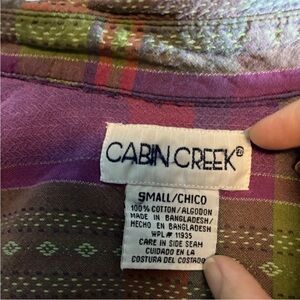 CABIN CREEK®
SMALL/CHICO
100% COTTON/ALGODON
MADE IN BANGLADESH/
HECHO EN BANGLADESH
WPL# 11935
CARE IN SIDE SEAM
CUIDADO EN LA
COSTURA DEL COSTADO